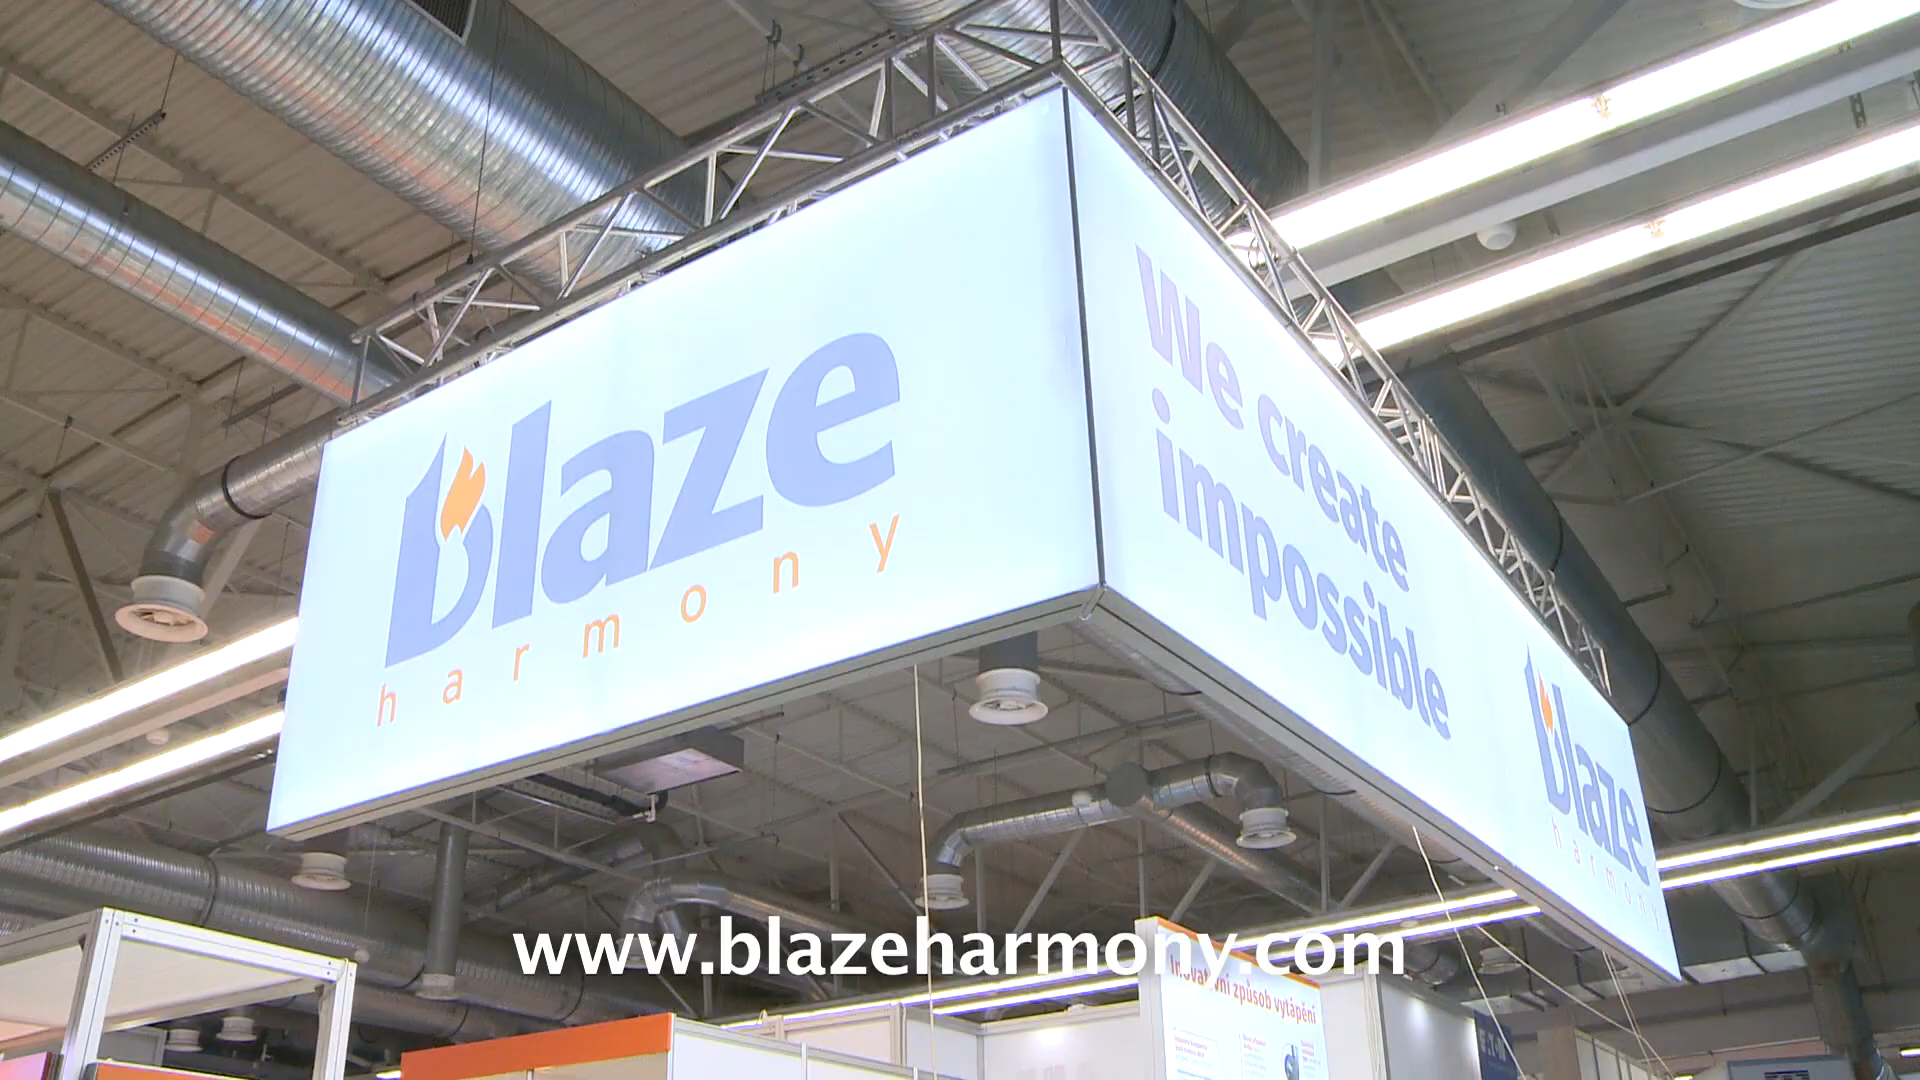 blaze
harmony
We create
impossible
blaze
harmony
www.blazeharmony.com
Inovativní způsob vytápění